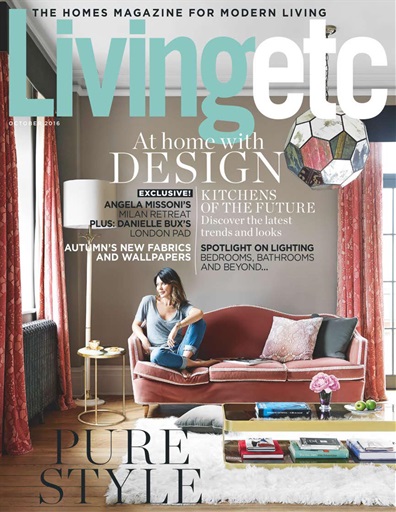 THE HOMES MAGAZINE FOR MODERN LIVING
Livingetc
OCTOBER 2016
At home with
DESIGN
EXCLUSIVE!
ANGELA MISSONI'S
MILAN RETREAT
PLUS: DANIELLE BUX'S
LONDON PAD
AUTUMN'S NEW FABRICS
AND WALLPAPERS
KITCHENS
OF THE FUTURE
Discover the latest
trends and looks
SPOTLIGHT ON LIGHTING
BEDROOMS, BATHROOMS
AND BEYOND...
PURE
STYLE